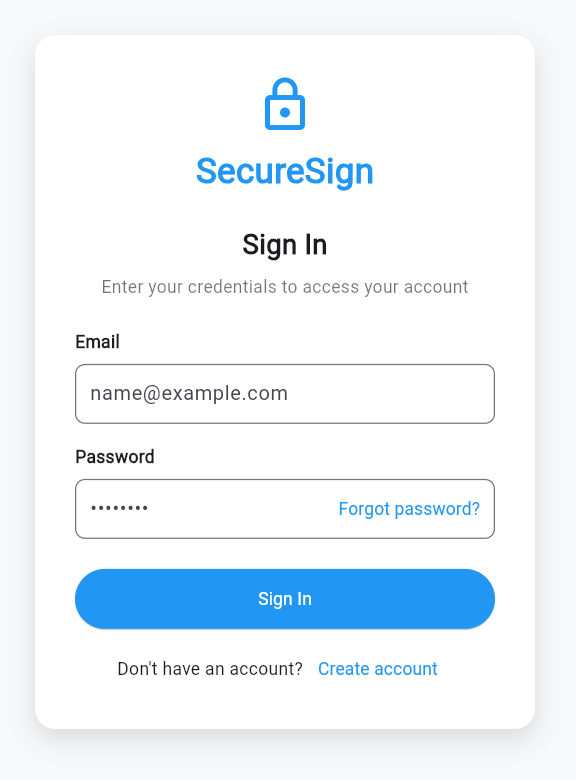 SecureSign
Sign In
Enter your credentials to access your account
Email
name@example.com
Password
••••••••
Forgot password?
Sign In
Don't have an account? Create account